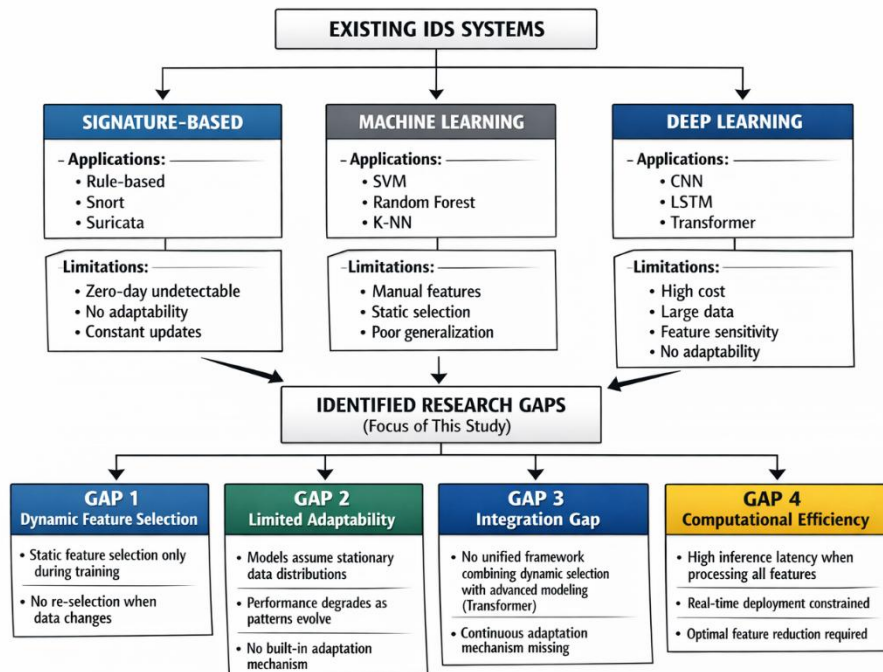 EXISTING IDS SYSTEMS
SIGNATURE-BASED
- Applications:
• Rule-based
• Snort
• Suricata
Limitations:
• Zero-day undetectable
• No adaptability
• Constant updates
MACHINE LEARNING
- Applications:
• SVM
• Random Forest
• K-NN
-Limitations:
• Manual features
• Static selection
• Poor generalization
DEEP LEARNING
- Applications:
• CNN
• LSTM
• Transformer
Limitations:
• High cost
• Large data
• Feature sensitivity
• No adaptability
IDENTIFIED RESEARCH GAPS
(Focus of This Study)
GAP 1
Dynamic Feature Selection
• Static feature selection only
during training
• No re-selection when
data changes
GAP 2
Limited Adaptability
• Models assume stationary
data distributions
• Performance degrades as
patterns evolve
• No built-in adaptation
mechanism
GAP 3
Integration Gap
• No unified framework
combining dynamic selection
with advanced modeling
(Transformer)
• Continuous adaptation
mechanism missing
GAP 4
Computational Efficiency
• High inference latency when
processing all features
• Real-time deployment constrained
• Optimal feature reduction required